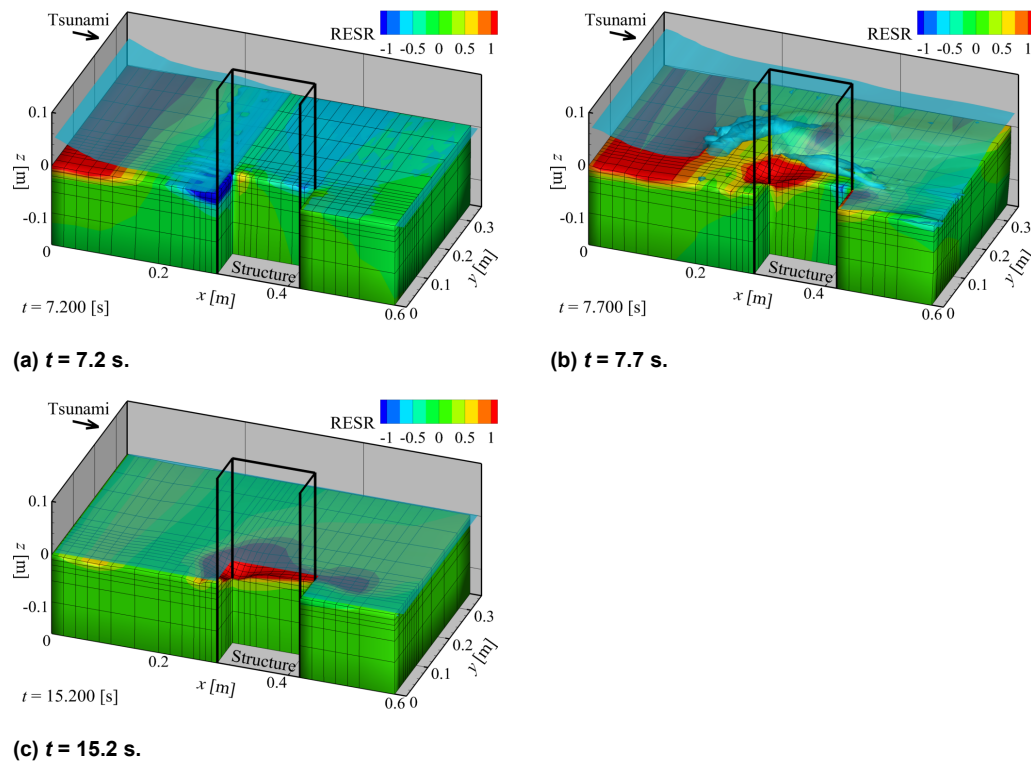 Tsunami
RESR
-1 -0.5 0 0.5 1
0.1
0
-0.1
z [m]
0
0.2
0.4
0.6
x [m]
Structure
0
0.1
0.2
0.3
y [m]
t = 7.200 [s]
(a) t = 7.2 s.
Tsunami
RESR
-1 -0.5 0 0.5 1
0.1
0
-0.1
z [m]
0
0.2
0.4
0.6
x [m]
Structure
0
0.1
0.2
0.3
y [m]
t = 7.700 [s]
(b) t = 7.7 s.
Tsunami
RESR
-1 -0.5 0 0.5 1
0.1
0
-0.1
z [m]
0
0.2
0.4
0.6
x [m]
Structure
0
0.1
0.2
0.3
y [m]
t = 15.200 [s]
(c) t = 15.2 s.